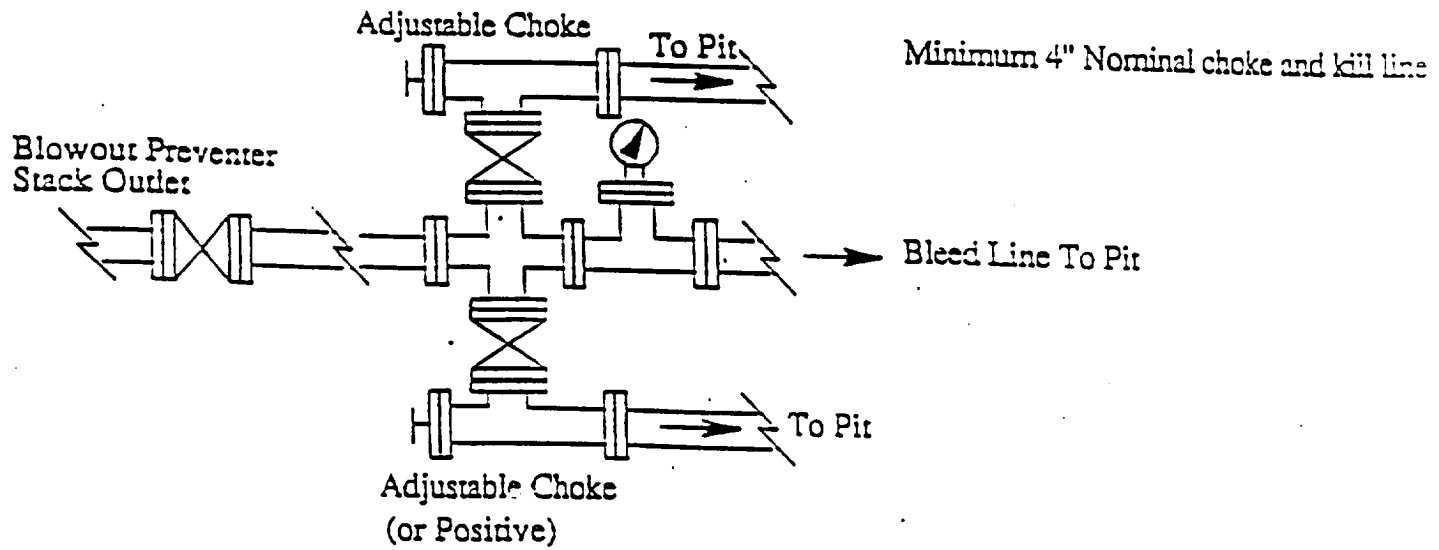 Adjustable Choke
To Pit
Minimum 4" Nominal choke and kill line
Blowout Preventer
Stack Outlet
Bleed Line To Pit
To Pit
Adjustable Choke
(or Positive)